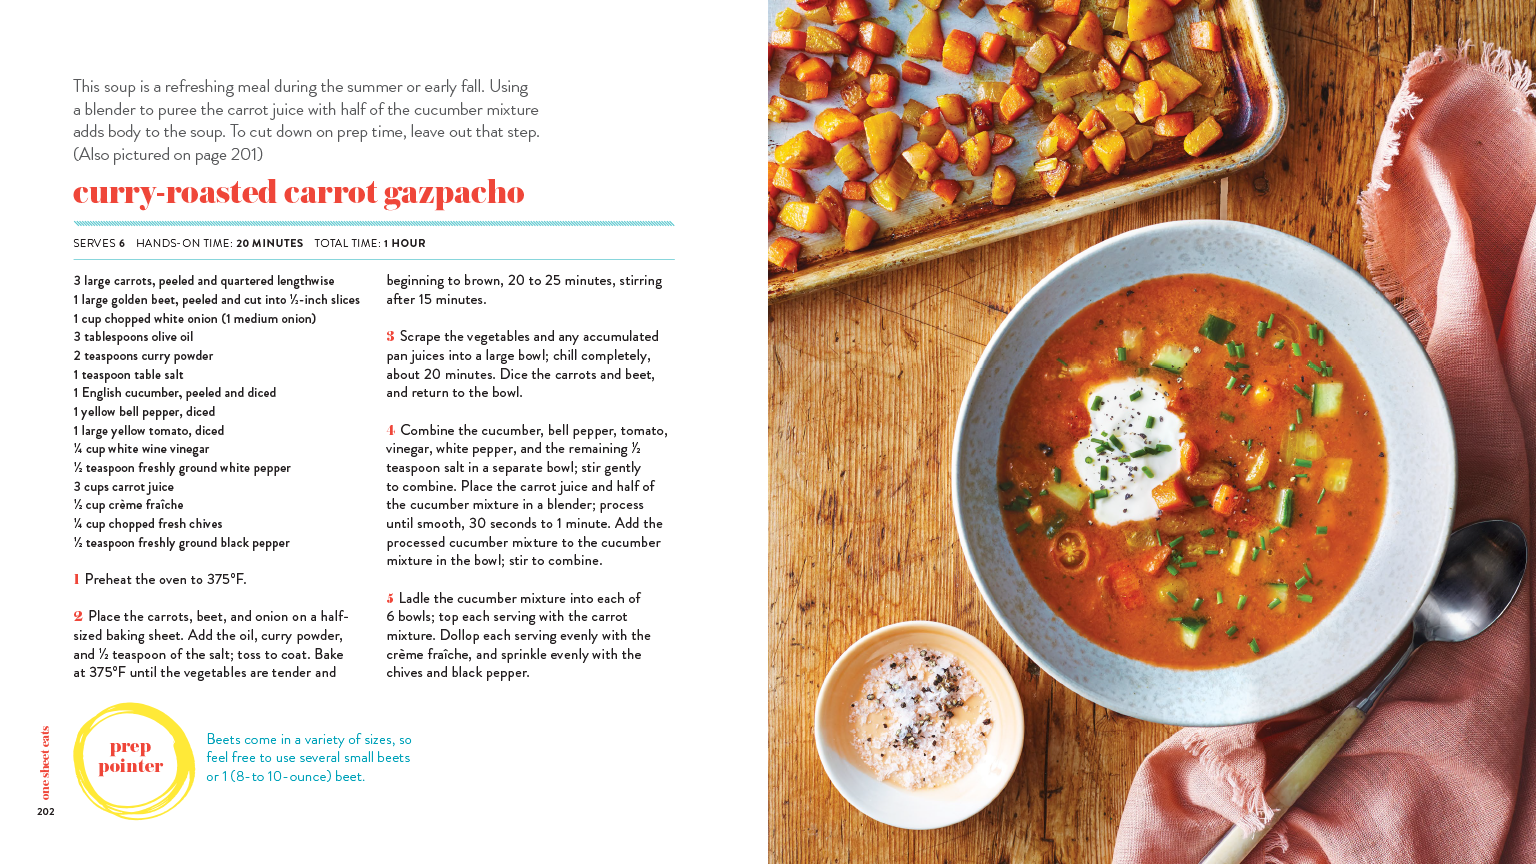 This soup is a refreshing meal during the summer or early fall. Using
a blender to puree the carrot juice with half of the cucumber mixture
adds body to the soup. To cut down on prep time, leave out that step.
(Also pictured on page 201)
curry-roasted carrot gazpacho
SERVES 6 HANDS-ON TIME: 20 MINUTES TOTAL TIME: 1 HOUR
3 large carrots, peeled and quartered lengthwise
1 large golden beet, peeled and cut into ½-inch slices
1 cup chopped white onion (1 medium onion)
3 tablespoons olive oil
2 teaspoons curry powder
1 teaspoon table salt
1 English cucumber, peeled and diced
1 yellow bell pepper, diced
1 large yellow tomato, diced
¼ cup white wine vinegar
½ teaspoon freshly ground white pepper
3 cups carrot juice
½ cup crème fraîche
¼ cup chopped fresh chives
½ teaspoon freshly ground black pepper
1 Preheat the oven to 375°F.
2 Place the carrots, beet, and onion on a half-
sized baking sheet. Add the oil, curry powder,
and ½ teaspoon of the salt; toss to coat. Bake
at 375°F until the vegetables are tender and
beginning to brown, 20 to 25 minutes, stirring
after 15 minutes.
3 Scrape the vegetables and any accumulated
pan juices into a large bowl; chill completely,
about 20 minutes. Dice the carrots and beet,
and return to the bowl.
4 Combine the cucumber, bell pepper, tomato,
vinegar, white pepper, and the remaining ½
teaspoon salt in a separate bowl; stir gently
to combine. Place the carrot juice and half of
the cucumber mixture in a blender; process
until smooth, 30 seconds to 1 minute. Add the
processed cucumber mixture to the cucumber
mixture in the bowl; stir to combine.
5 Ladle the cucumber mixture into each of
6 bowls; top each serving with the carrot
mixture. Dollop each serving evenly with the
crème fraîche, and sprinkle evenly with the
chives and black pepper.
prep
pointer
Beets come in a variety of sizes, so
feel free to use several small beets
or 1 (8-to 10-ounce) beet.
one sheet eats
202